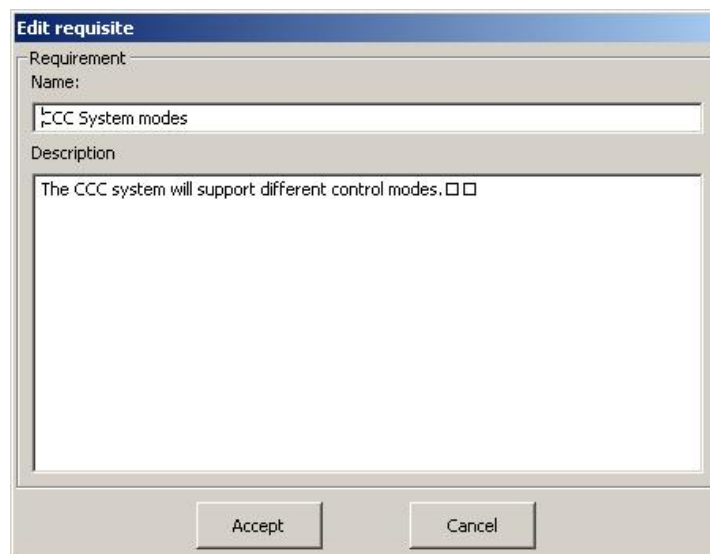 Edit requisite
Requirement
Name:
CCC System modes
Description
The CCC system will support different control modes.□□
Accept
Cancel